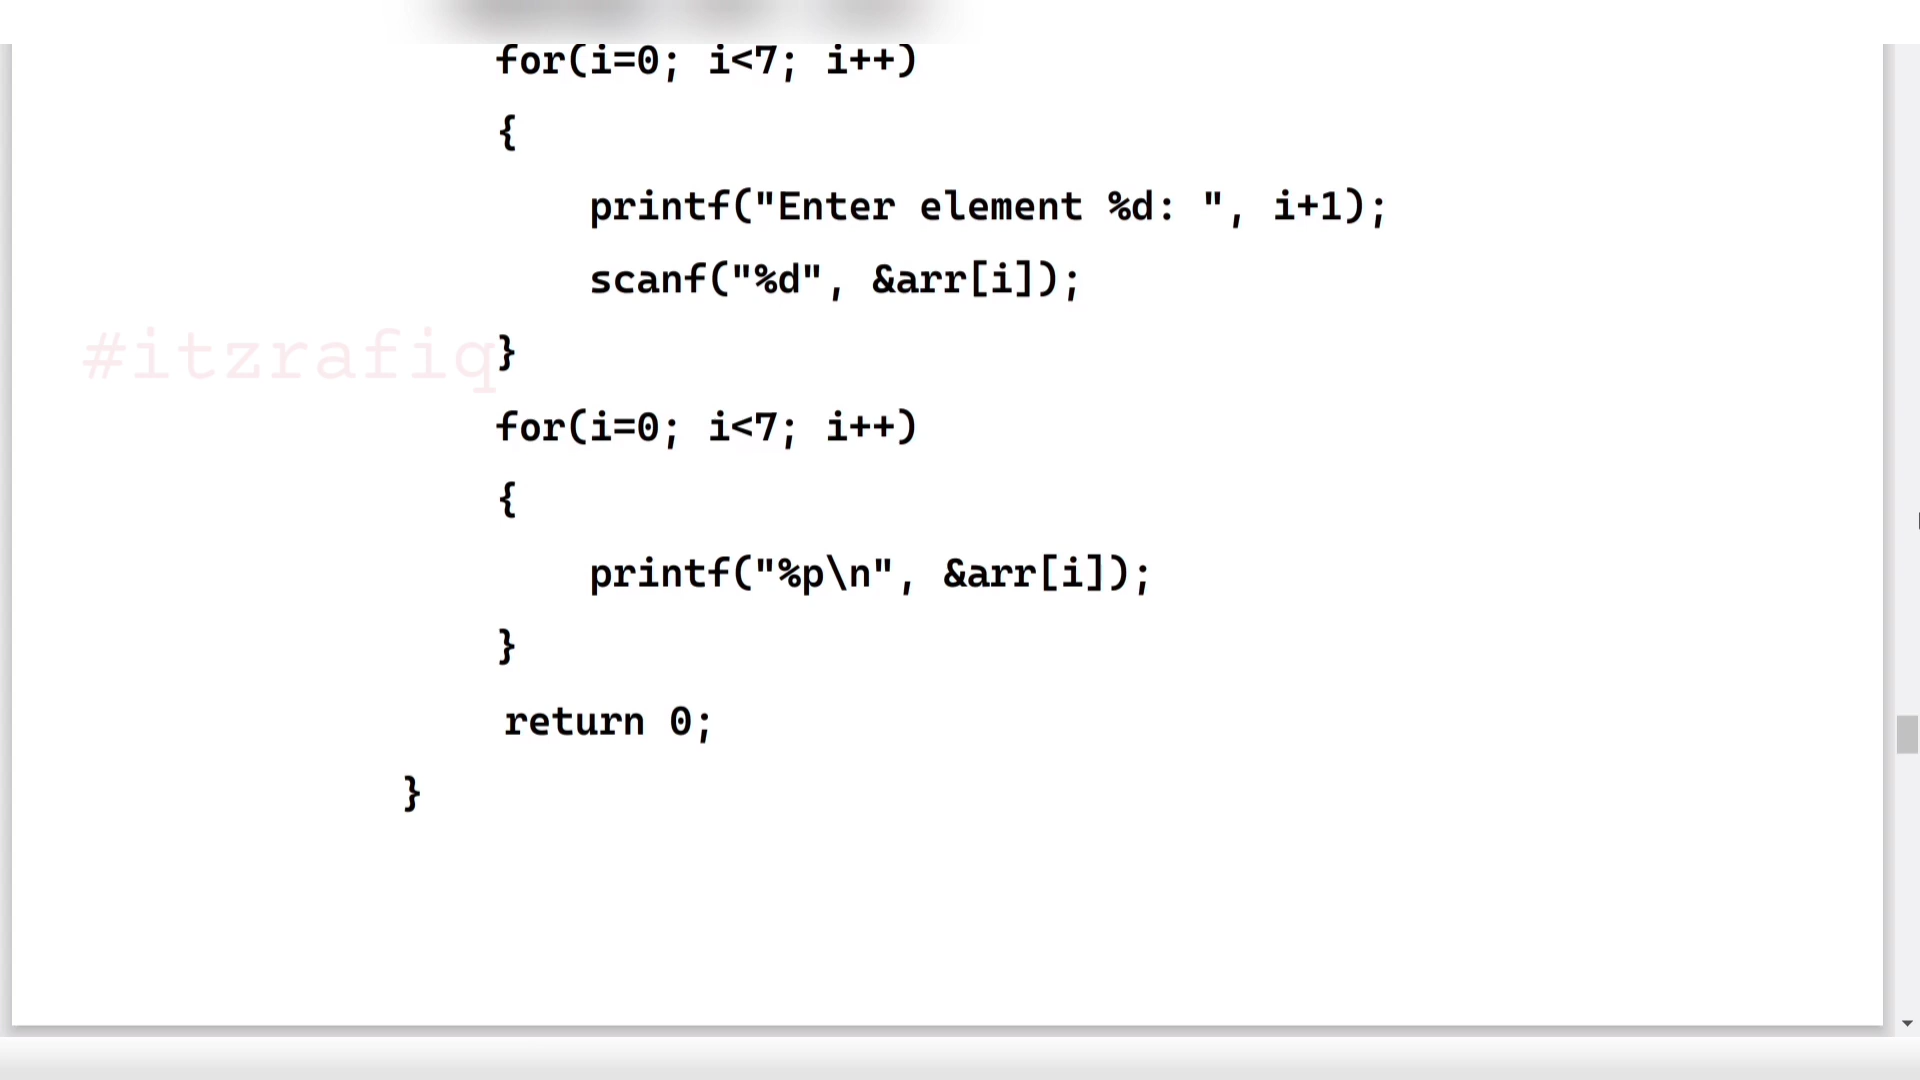 for(i=0; i<7; i++)
{
printf("Enter element %d: ", i+1);
scanf("%d", &arr[i]);
#itzrafiq
}
for(i=0; i<7; i++)
{
printf("%p\n", &arr[i]);
}
return 0;
}